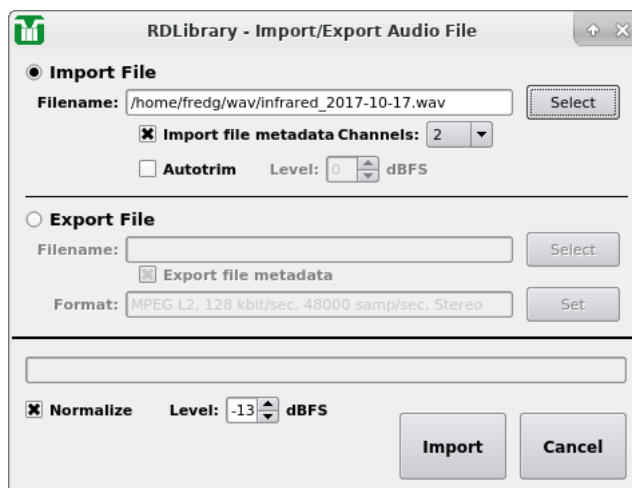 RDLibrary - Import/Export Audio File
Import File
Filename: /home/fredg/wav/infrared_2017-10-17.wav Select
Import file metadata Channels: 2
Autotrim Level: 0 dBFS
Export File
Filename: Select
Export file metadata
Format: MPEG L2, 128 kbit/sec, 48000 samp/sec, Stereo Set
Normalize Level: -13 dBFS
Import Cancel